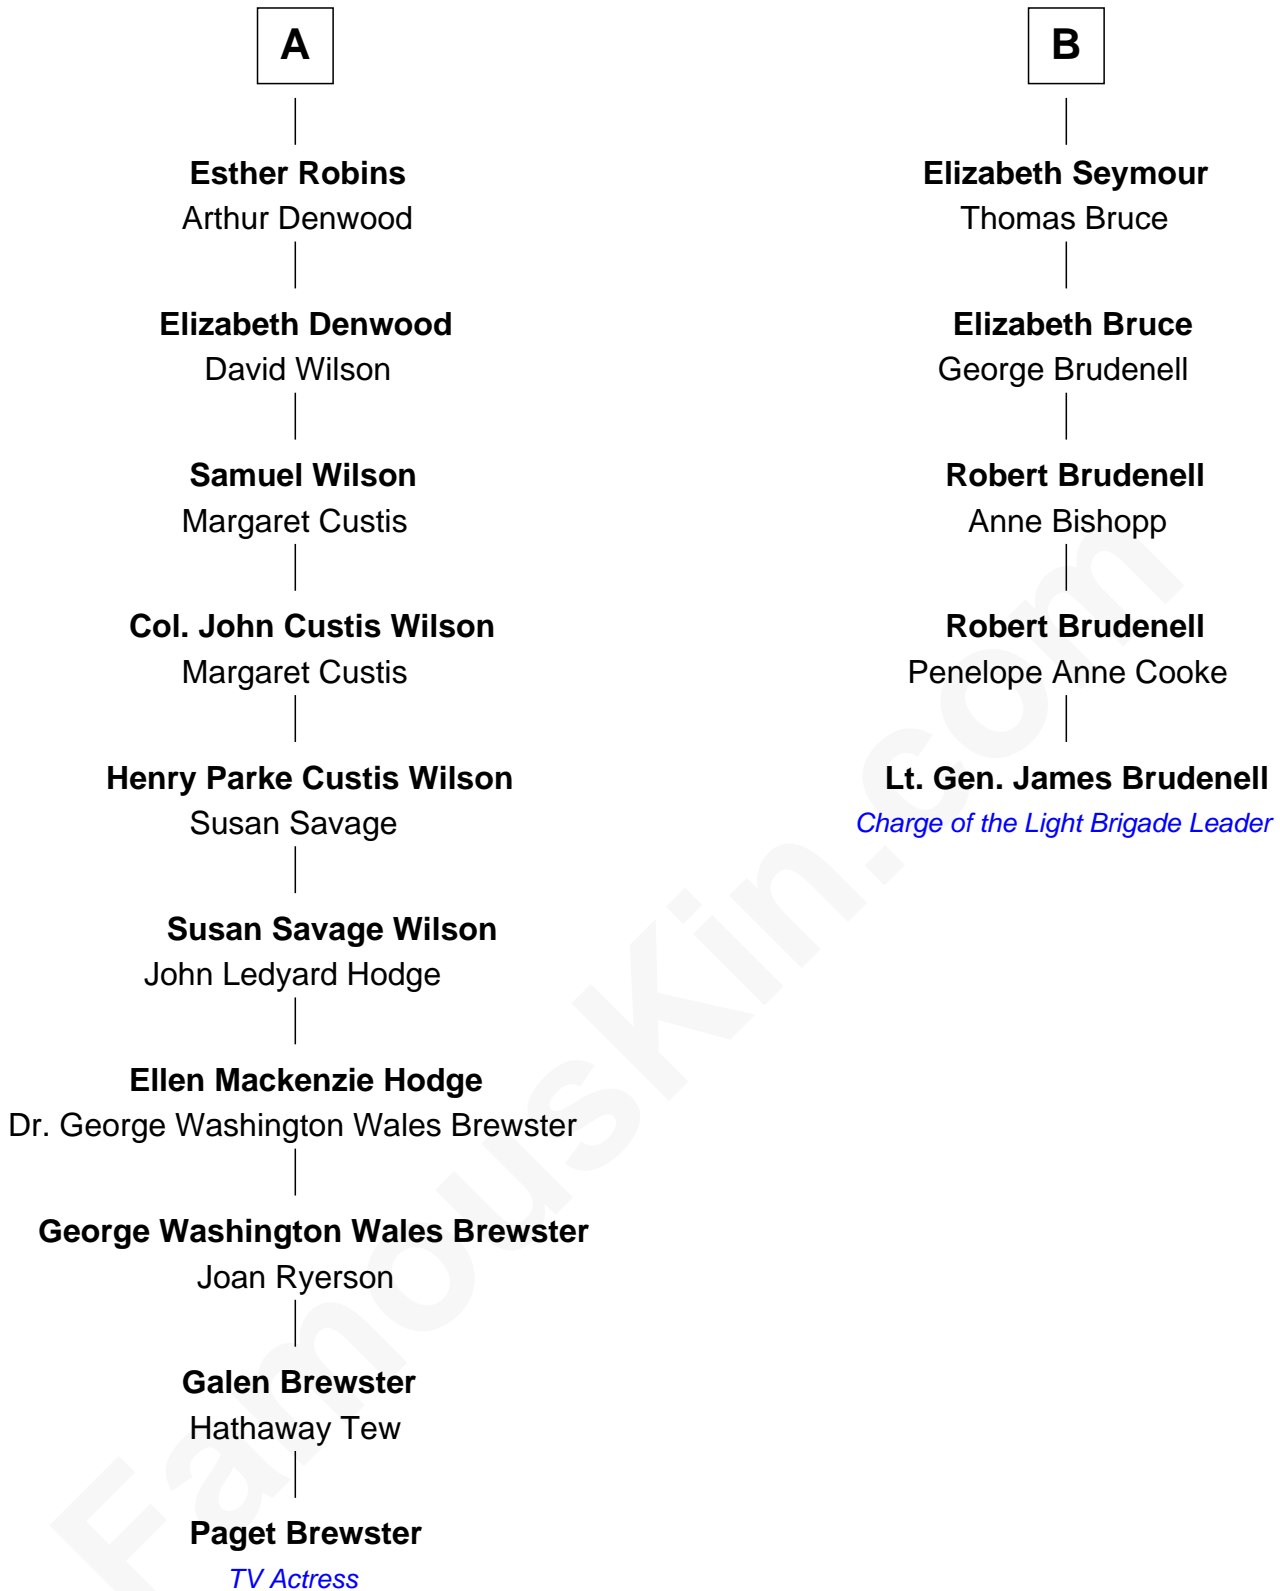 A
Esther Robins
Arthur Denwood
Elizabeth Denwood
David Wilson
Samuel Wilson
Margaret Custis
Col. John Custis Wilson
Margaret Custis
Henry Parke Custis Wilson
Susan Savage
Susan Savage Wilson
John Ledyard Hodge
Ellen Mackenzie Hodge
Dr. George Washington Wales Brewster
George Washington Wales Brewster
Joan Ryerson
Galen Brewster
Hathaway Tew
Paget Brewster
TV Actress
B
Elizabeth Seymour
Thomas Bruce
Elizabeth Bruce
George Brudenell
Robert Brudenell
Anne Bishopp
Robert Brudenell
Penelope Anne Cooke
Lt. Gen. James Brudenell
Charge of the Light Brigade Leader
FamousKin.com